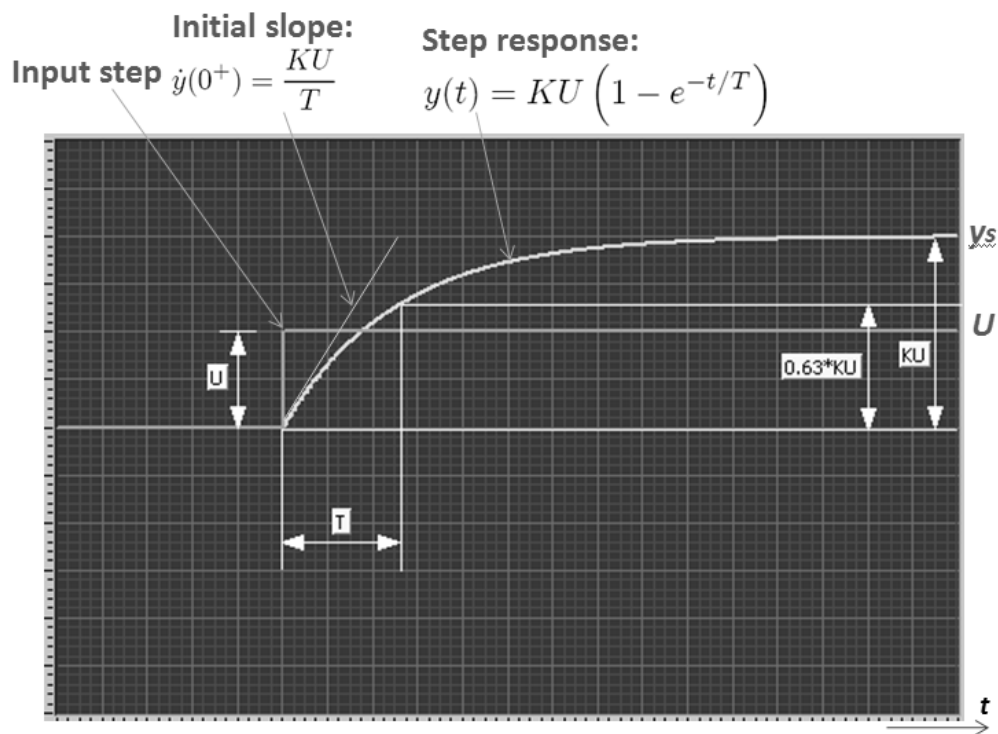 Initial slope:
Step response:
Input step
ẏ(0⁺) = KU/T
y(t) = KU (1 − e^{−t/T})
ys
U
U
KU
0.63*KU
T
t